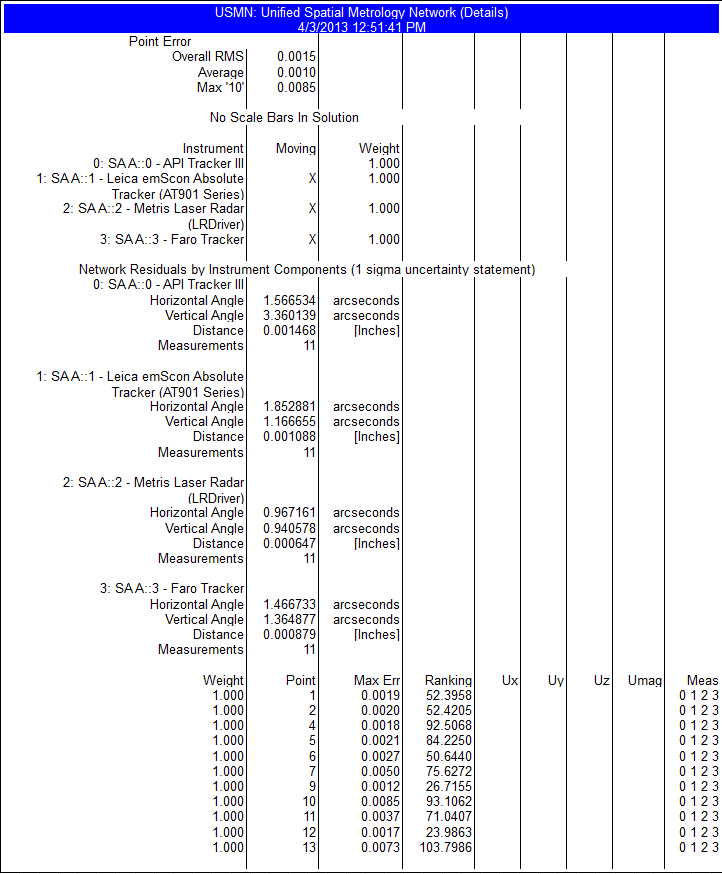 USMN: Unified Spatial Metrology Network (Details)
4/3/2013 12:51:41 PM
Point Error
Overall RMS 0.0015
Average 0.0010
Max '10' 0.0085
No Scale Bars In Solution
Instrument Moving Weight
0: SA A::0 - API Tracker III 1.000
1: SA A::1 - Leica emScon Absolute X 1.000
Tracker (AT901 Series)
2: SA A::2 - Metris Laser Radar X 1.000
(LRDriver)
3: SA A::3 - Faro Tracker X 1.000
Network Residuals by Instrument Components (1 sigma uncertainty statement)
0: SA A::0 - API Tracker III
Horizontal Angle 1.566534 arcseconds
Vertical Angle 3.360139 arcseconds
Distance 0.001468 [Inches]
Measurements 11
1: SA A::1 - Leica emScon Absolute
Tracker (AT901 Series)
Horizontal Angle 1.852881 arcseconds
Vertical Angle 1.166655 arcseconds
Distance 0.001088 [Inches]
Measurements 11
2: SA A::2 - Metris Laser Radar
(LRDriver)
Horizontal Angle 0.967161 arcseconds
Vertical Angle 0.940578 arcseconds
Distance 0.000647 [Inches]
Measurements 11
3: SA A::3 - Faro Tracker
Horizontal Angle 1.466733 arcseconds
Vertical Angle 1.364877 arcseconds
Distance 0.000879 [Inches]
Measurements 11
Weight Point Max Err Ranking Ux Uy Uz Umag Meas
1.000 1 0.0019 52.3958 0 1 2 3
1.000 2 0.0020 52.4205 0 1 2 3
1.000 4 0.0018 92.5068 0 1 2 3
1.000 5 0.0021 84.2250 0 1 2 3
1.000 6 0.0027 50.6440 0 1 2 3
1.000 7 0.0050 75.6272 0 1 2 3
1.000 9 0.0012 26.7155 0 1 2 3
1.000 10 0.0085 93.1062 0 1 2 3
1.000 11 0.0037 71.0407 0 1 2 3
1.000 12 0.0017 23.9863 0 1 2 3
1.000 13 0.0073 103.7986 0 1 2 3